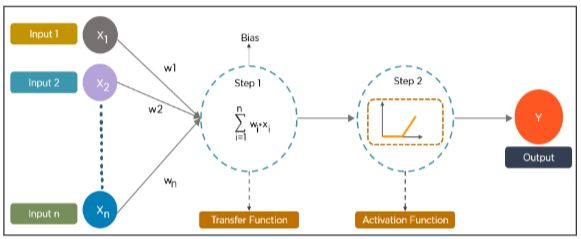 Input 1
X1
w1
Bias
Input 2
X2
w2
Step 1
n
∑ wi*xi
i=1
Step 2
Y
Output
Input n
Xn
wn
Transfer Function
Activation Function